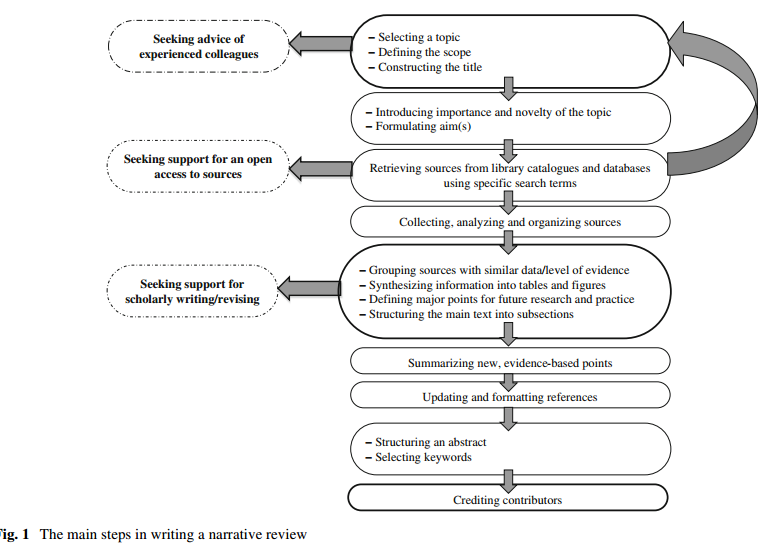 Seeking advice of
experienced colleagues
– Selecting a topic
– Defining the scope
– Constructing the title
– Introducing importance and novelty of the topic
– Formulating aim(s)
Seeking support for an open
access to sources
Retrieving sources from library catalogues and databases
using specific search terms
Collecting, analyzing and organizing sources
Seeking support for
scholarly writing/revising
– Grouping sources with similar data/level of evidence
– Synthesizing information into tables and figures
– Defining major points for future research and practice
– Structuring the main text into subsections
Summarizing new, evidence-based points
Updating and formatting references
– Structuring an abstract
– Selecting keywords
Crediting contributors
ig. 1 The main steps in writing a narrative review